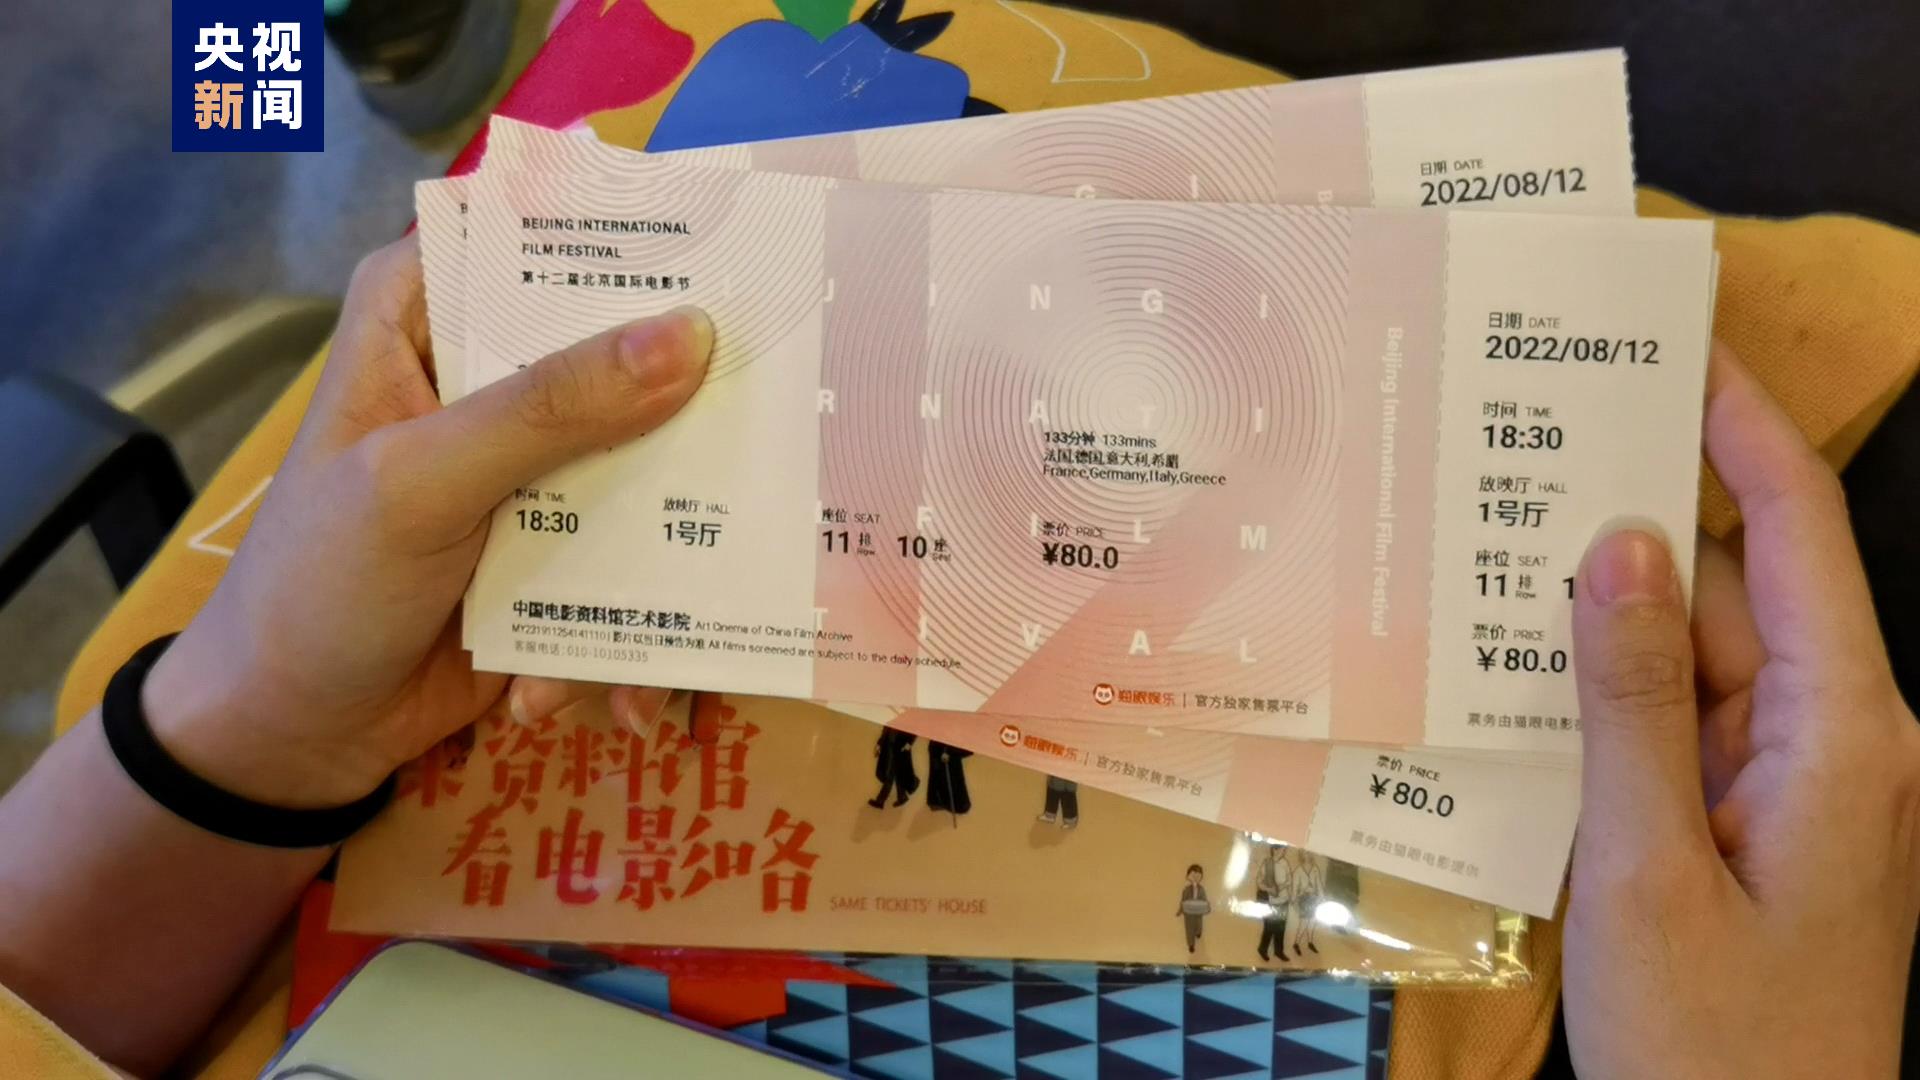 央视
新闻
日期 DATE
2022/08/12
BEIJING INTERNATIONAL
FILM FESTIVAL
第十二届北京国际电影节
J I N G I
R N A T I
F I L M
T I V A L
133分钟 133mins
法国,德国,意大利,希腊
France,Germany,Italy,Greece
时间 TIME
18:30
放映厅 HALL
1号厅
座位 SEAT
11 排 Row 10 座 Seat
票价 PRICE
¥80.0
中国电影资料馆艺术影院 Art Cinema of China Film Archive
影片以当日预告为准 All films screened are subject to the daily schedule.
客服电话:010-10105335
猫眼娱乐 | 官方独家售票平台
Beijing International Film Festival
日期 DATE
2022/08/12
时间 TIME
18:30
放映厅 HALL
1号厅
座位 SEAT
11 排 Row 1
票价 PRICE
¥80.0
票务由猫眼电影
猫眼娱乐 | 官方独家售票平台
票价 PRICE
¥80.0
票务由猫眼电影提供
资料馆
看电影咯
SAME TICKETS' HOUSE